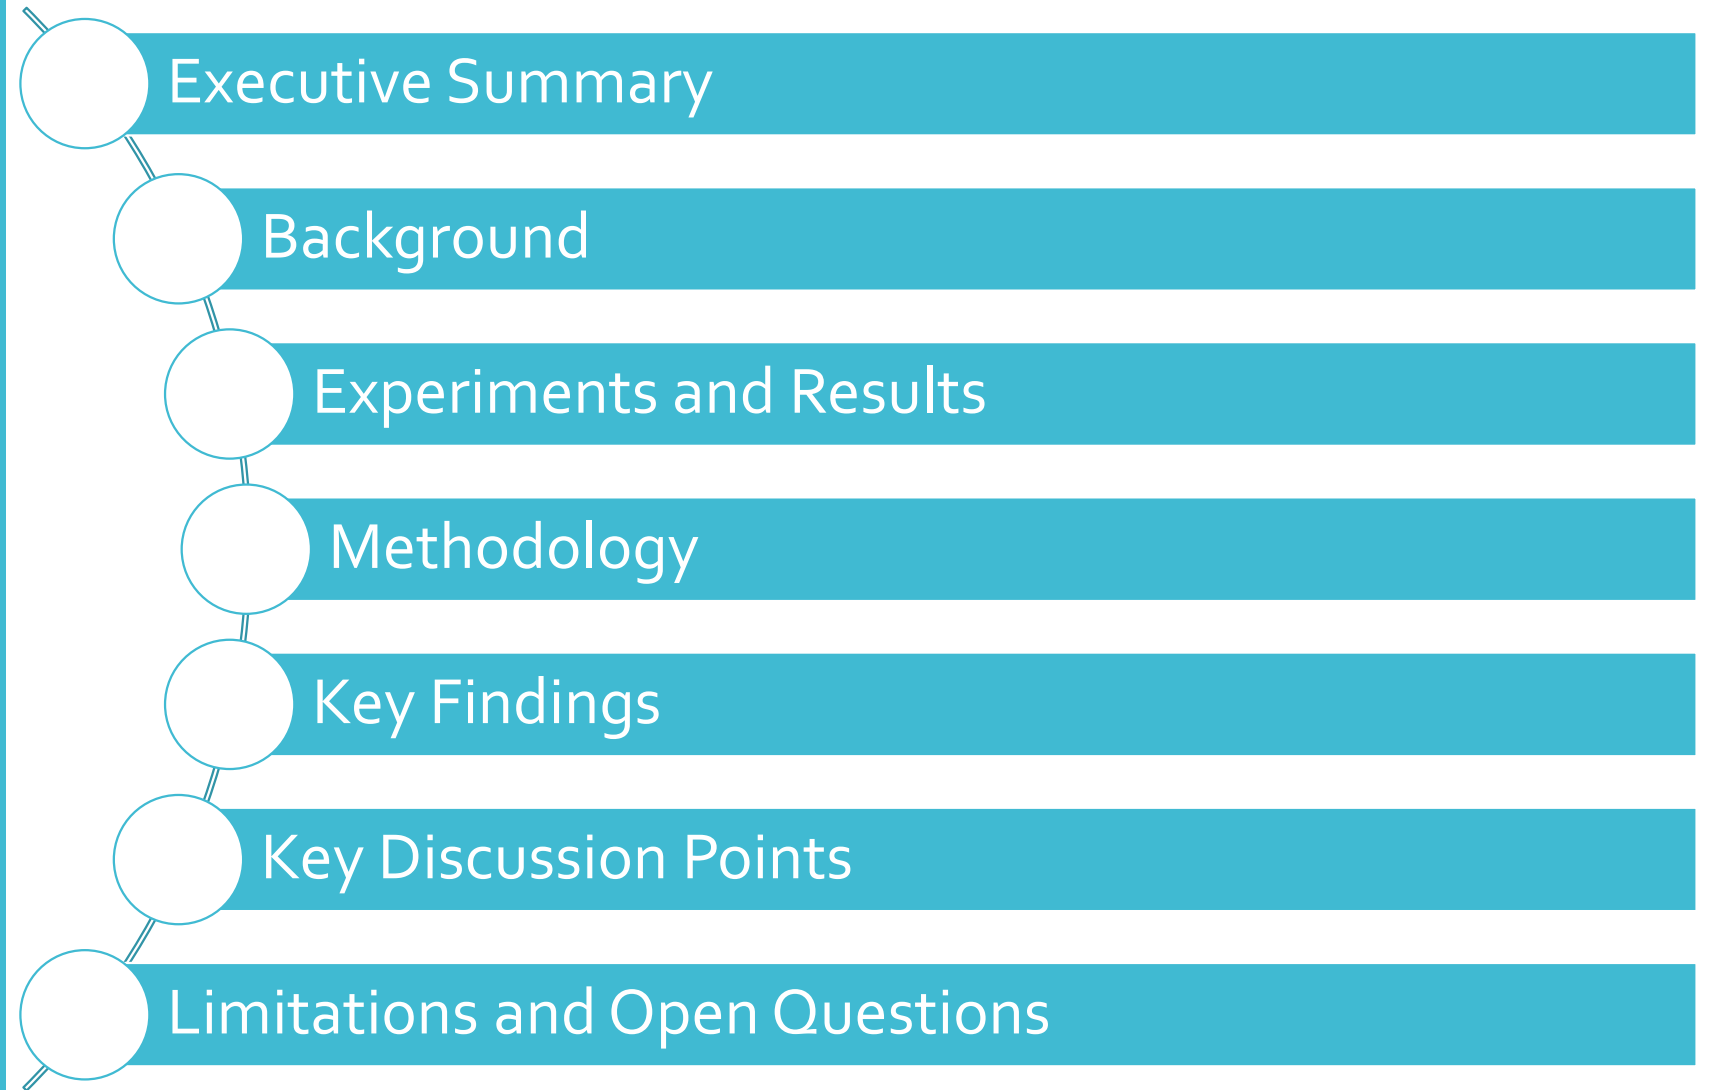 Executive Summary
Background
Experiments and Results
Methodology
Key Findings
Key Discussion Points
Limitations and Open Questions